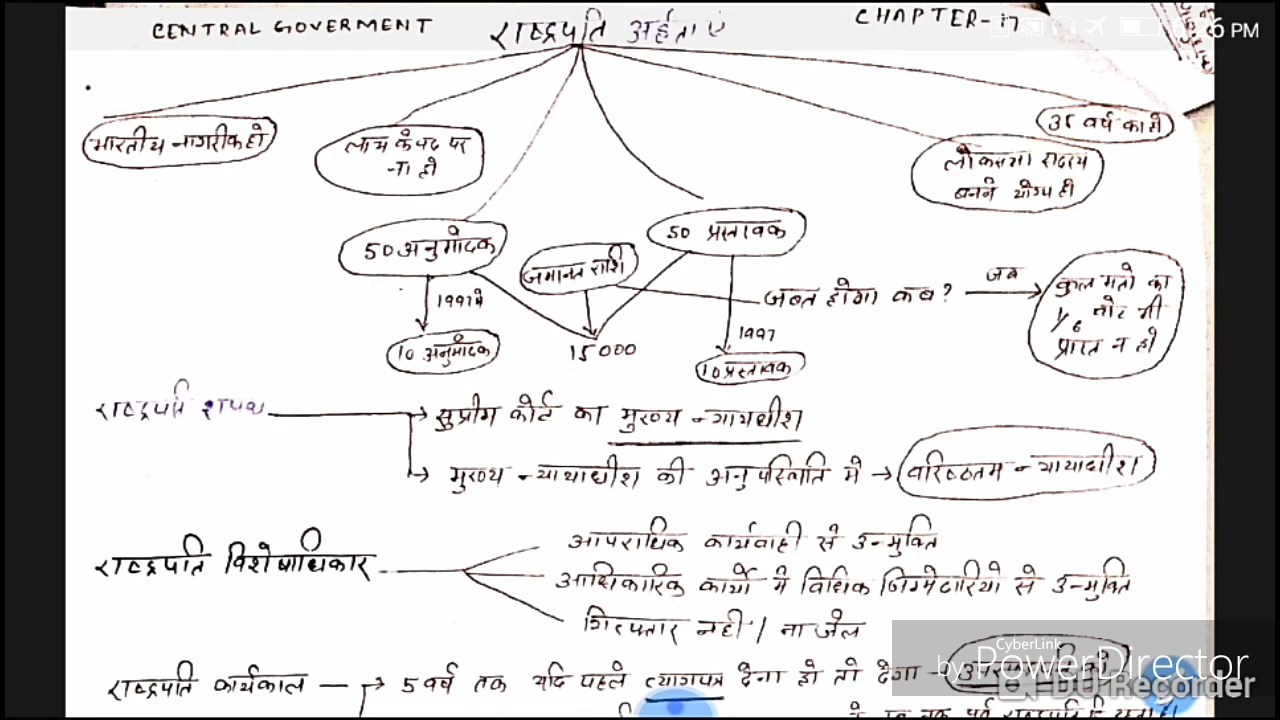 CENTRAL GOVERMENT राष्ट्रपति अर्हताएं CHAPTER-17
6 PM
भारतीय नागरीक हो
लाभ के पद पर
ना हो
35 वर्ष का हो
लोकसभा सदस्य
बनने योग्य हो
50 अनुमोदक
जमानत राशि
50 प्रस्तावक
1997 मे
10 अनुमोदक
15000
1997
10 प्रस्तावक
जब्त होगा कब?
जब
कुल मतो का
1/6 वोट भी
प्राप्त न हो
राष्ट्रपति शपथ
सुप्रीम कोर्ट का मुख्य न्यायधीश
मुख्य न्यायाधीश की अनुपस्थिति मे → वरिष्ठतम न्यायाधीश
राष्ट्रपति विशेषाधिकार
आपराधिक कार्यवाही से उन्मुक्ति
आधिकारिक कार्यो मे विधिक जिम्मेदारियो से उन्मुक्ति
गिरफ्तार नही / ना जेल
राष्ट्रपति कार्यकाल → 5 वर्ष तक यदि पहले त्यागपत्र देना हो तो देगा -
CyberLink
by PowerDirector
DU Recorder